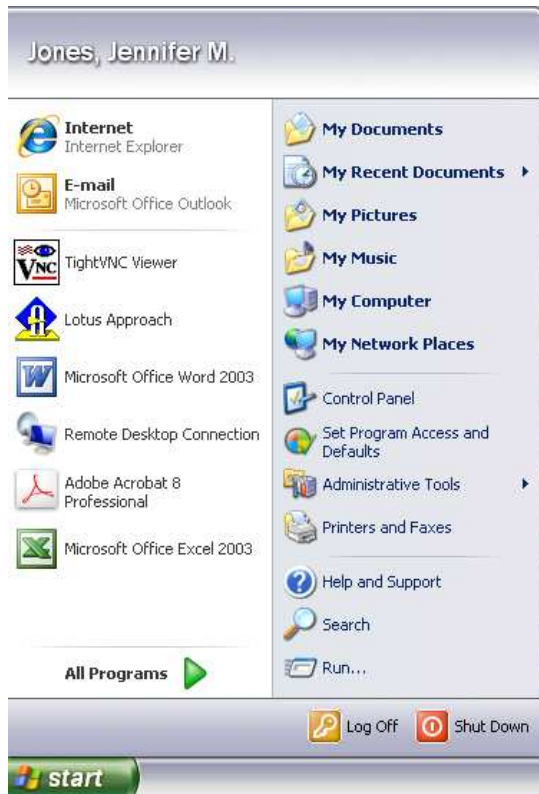 Jones, Jennifer M.
Internet
Internet Explorer
E-mail
Microsoft Office Outlook
VNC
TightVNC Viewer
Lotus Approach
W
Microsoft Office Word 2003
Remote Desktop Connection
Adobe Acrobat 8
Professional
Microsoft Office Excel 2003
All Programs
My Documents
My Recent Documents
My Pictures
My Music
My Computer
My Network Places
Control Panel
Set Program Access and
Defaults
Administrative Tools
Printers and Faxes
Help and Support
Search
Run...
Log Off
Shut Down
start